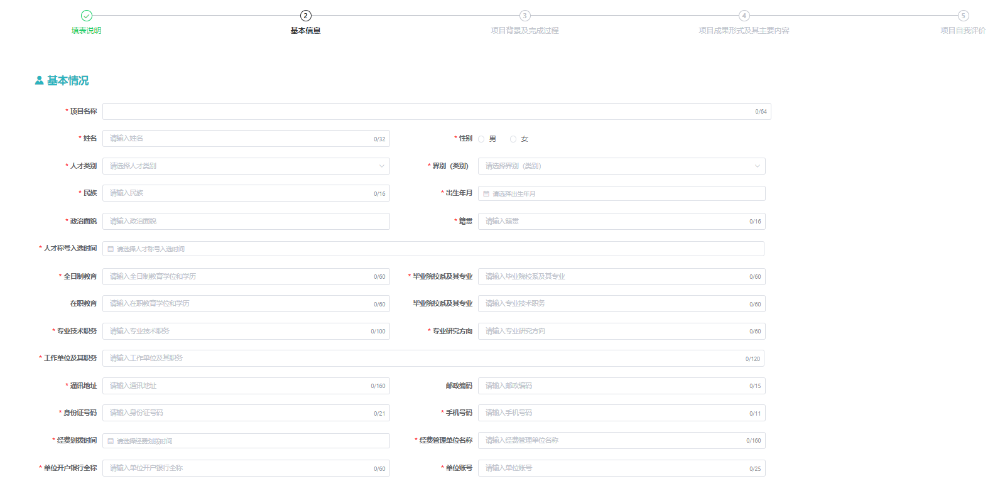 2 3 4 5
填表说明 基本信息 项目背景及完成过程 项目成果形式及其主要内容 项目自我评价
基本情况
* 项目名称 0/64
* 姓名 请输入姓名 0/32 * 性别 男 女
* 人才类别 请选择人才类别 * 界别（类别） 请选择界别（类别）
* 民族 请输入民族 0/16 * 出生年月 请选择出生年月
* 政治面貌 请输入政治面貌 * 籍贯 请输入籍贯 0/16
* 人才称号入选时间 请选择人才称号入选时间
* 全日制教育 请输入全日制教育学位和学历 0/60 * 毕业院校系及其专业 请输入毕业院校系及其专业 0/60
在职教育 请输入在职教育学位和学历 0/60 毕业院校系及其专业 请输入专业技术职务 0/60
* 专业技术职务 请输入专业技术职务 0/100 * 专业研究方向 请输入专业研究方向 0/60
* 工作单位及其职务 请输入工作单位及其职务 0/120
* 通讯地址 请输入通讯地址 0/160 邮政编码 请输入邮政编码 0/15
* 身份证号码 请输入身份证号码 0/21 * 手机号码 请输入手机号码 0/11
* 经费划拨时间 请选择经费划拨时间 * 经费管理单位名称 请输入经费管理单位名称 0/160
* 单位开户银行全称 请输入单位开户银行全称 0/60 * 单位账号 请输入单位账号 0/25